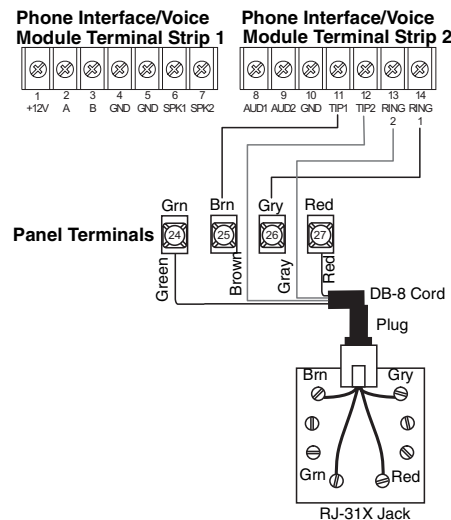 Phone Interface/Voice
Module Terminal Strip 1
Phone Interface/Voice
Module Terminal Strip 2
1 2 3 4 5 6 7
+12V A B GND GND SPK1 SPK2
8 9 10 11 12 13 14
AUD1 AUD2 GND TIP1 TIP2 RING RING
2 1
Grn Brn Gry Red
Panel Terminals
24 25 26 27
Green
Brown
Gray
Red
DB-8 Cord
Plug
Brn Gry
Grn Red
RJ-31X Jack